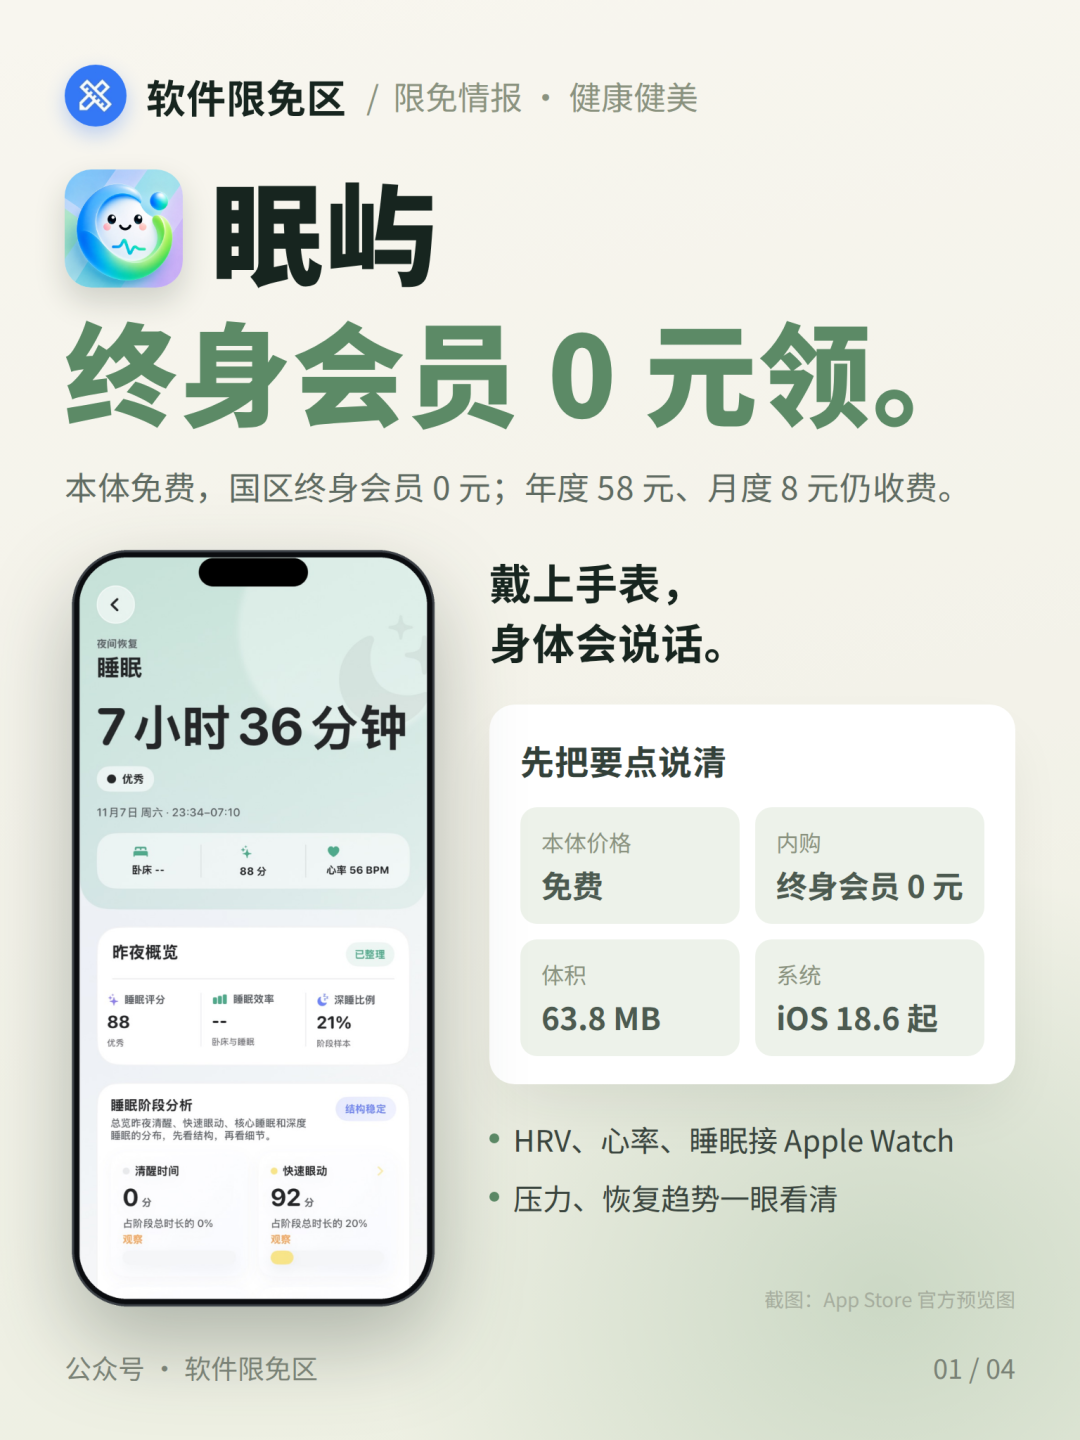 软件限免区 / 限免情报 · 健康健美
眠屿
终身会员 0 元领。
本体免费，国区终身会员 0 元；年度 58 元、月度 8 元仍收费。
夜间恢复
睡眠
7小时36分钟
优秀
11月7日 周六 · 23:34–07:10
卧床 --
88 分
心率 56 BPM
昨夜概览
已整理
睡眠评分
88
优秀
睡眠效率
--
卧床与睡眠
深睡比例
21%
阶段样本
睡眠阶段分析
结构稳定
总览昨夜清醒、快速眼动、核心睡眠和深度
睡眠的分布，先看结构，再看细节。
清醒时间
0 分
占阶段总时长的 0%
观察
快速眼动
92 分
占阶段总时长的 20%
观察
戴上手表，
身体会说话。
先把要点说清
本体价格
免费
内购
终身会员 0 元
体积
63.8 MB
系统
iOS 18.6 起
• HRV、心率、睡眠接 Apple Watch
• 压力、恢复趋势一眼看清
截图：App Store 官方预览图
公众号 · 软件限免区
01 / 04